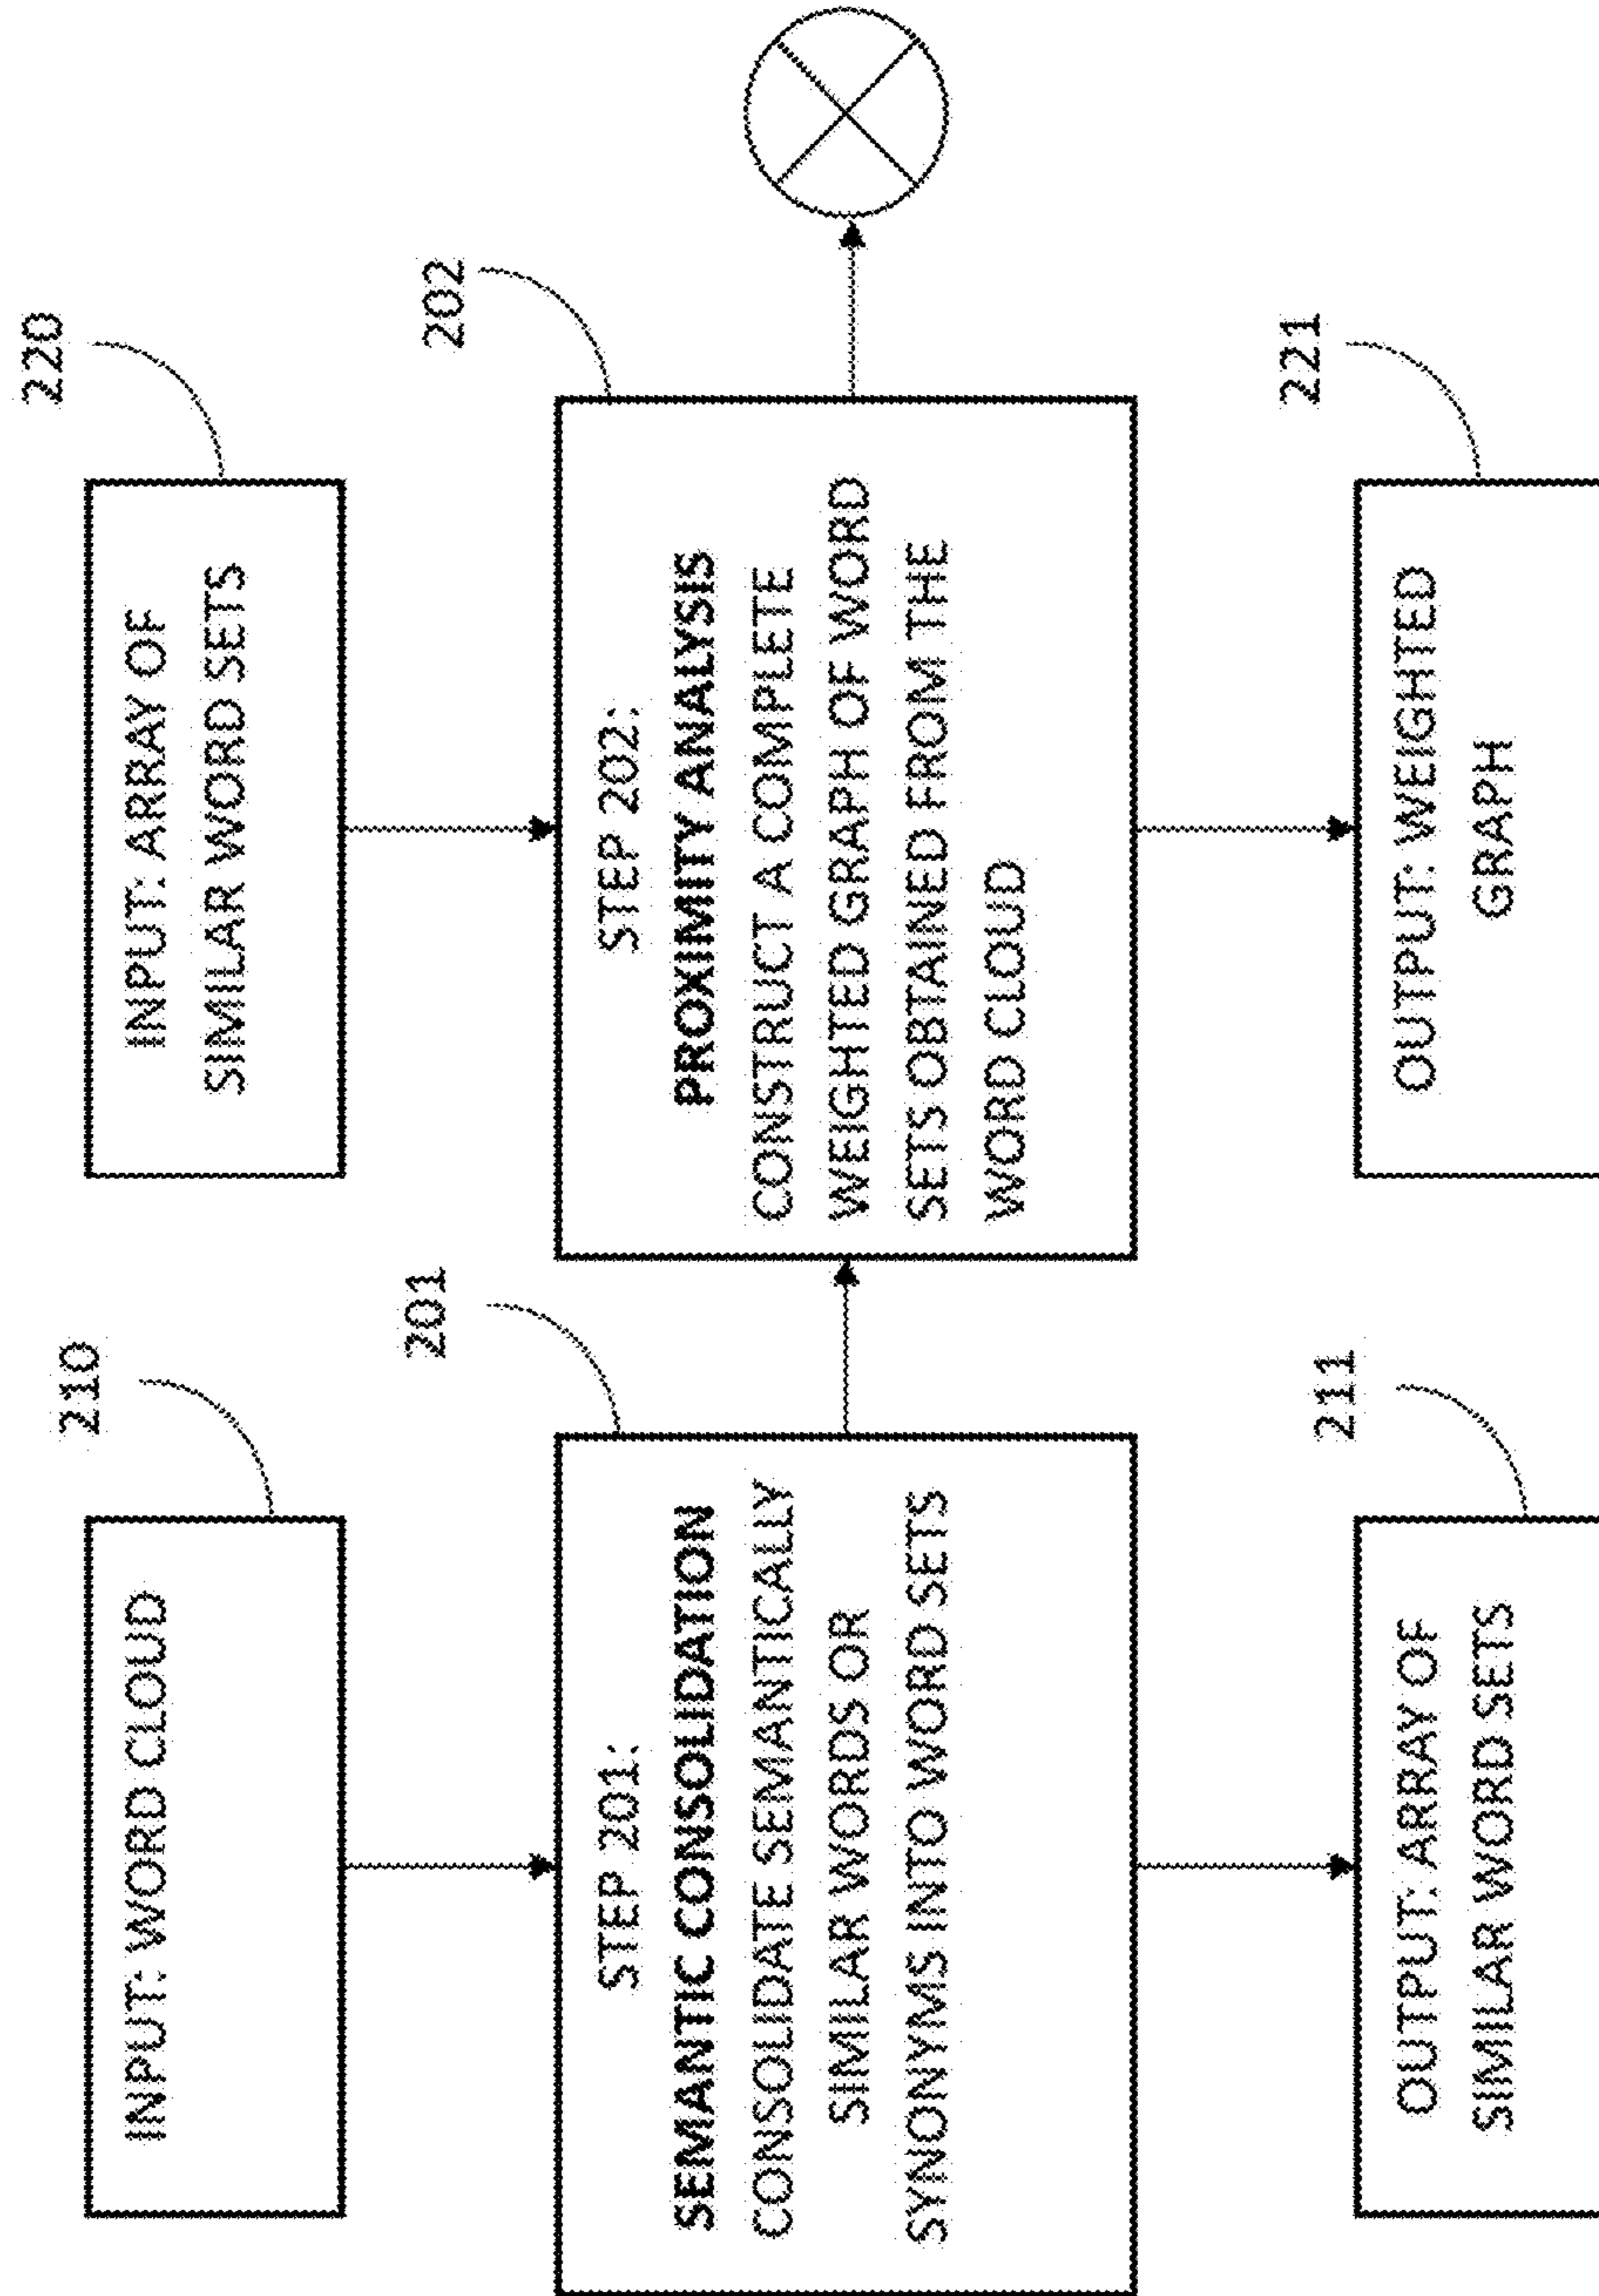 210
INPUT: WORD CLOUD
201
STEP 201:
SEMANTIC CONSOLIDATION
CONSOLIDATE SEMANTICALLY
SIMILAR WORDS OR
SYNONYMS INTO WORD SETS
211
OUTPUT: ARRAY OF
SIMILAR WORD SETS
220
INPUT: ARRAY OF
SIMILAR WORD SETS
202
STEP 202:
PROXIMITY ANALYSIS
CONSTRUCT A COMPLETE
WEIGHTED GRAPH OF WORD
SETS OBTAINED FROM THE
WORD CLOUD
221
OUTPUT: WEIGHTED
GRAPH